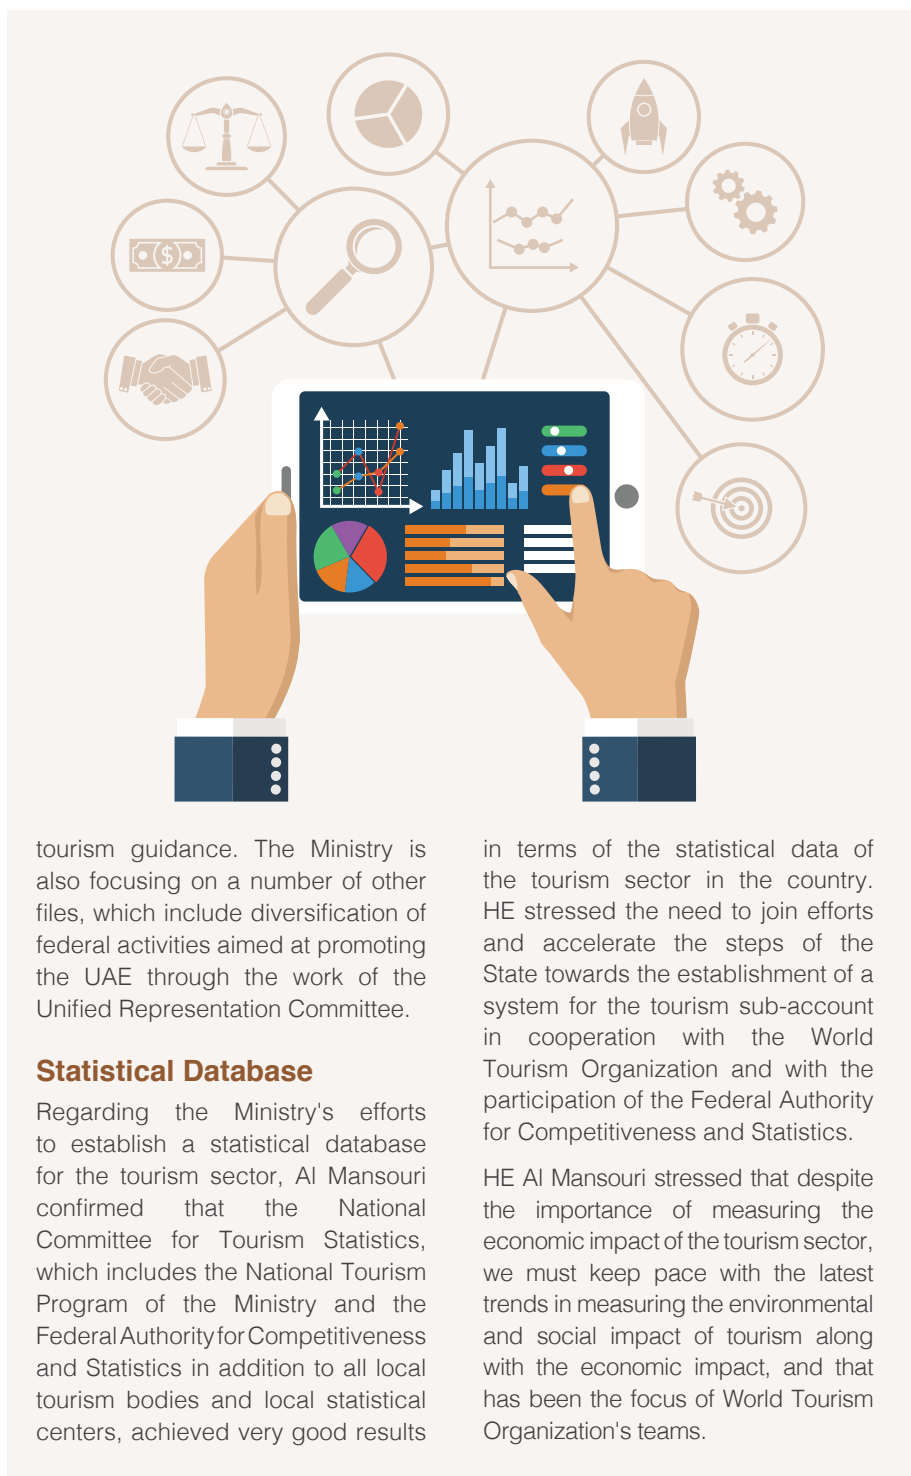 $
tourism guidance. The Ministry is
also focusing on a number of other
files, which include diversification of
federal activities aimed at promoting
the UAE through the work of the
Unified Representation Committee.
Statistical Database
Regarding the Ministry's efforts
to establish a statistical database
for the tourism sector, Al Mansouri
confirmed that the National
Committee for Tourism Statistics,
which includes the National Tourism
Program of the Ministry and the
Federal Authority for Competitiveness
and Statistics in addition to all local
tourism bodies and local statistical
centers, achieved very good results
in terms of the statistical data of
the tourism sector in the country.
HE stressed the need to join efforts
and accelerate the steps of the
State towards the establishment of a
system for the tourism sub-account
in cooperation with the World
Tourism Organization and with the
participation of the Federal Authority
for Competitiveness and Statistics.
HE Al Mansouri stressed that despite
the importance of measuring the
economic impact of the tourism sector,
we must keep pace with the latest
trends in measuring the environmental
and social impact of tourism along
with the economic impact, and that
has been the focus of World Tourism
Organization's teams.